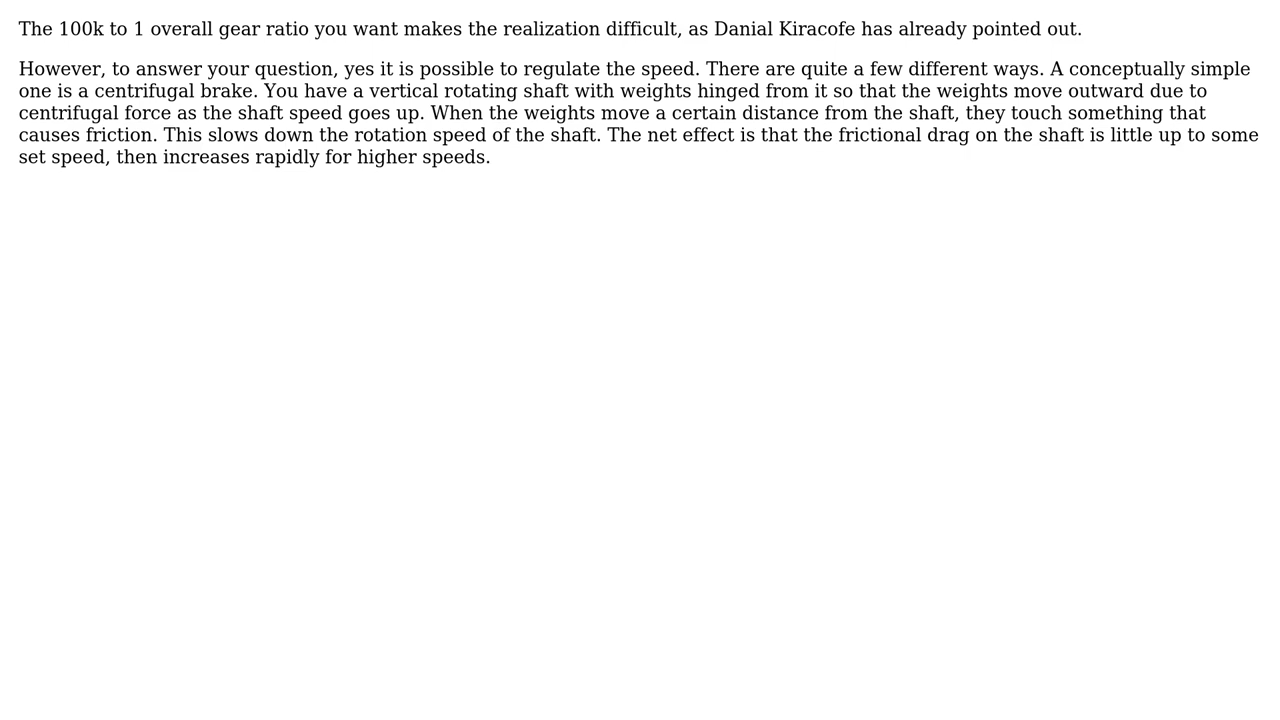 The 100k to 1 overall gear ratio you want makes the realization difficult, as Danial Kiracofe has already pointed out.
However, to answer your question, yes it is possible to regulate the speed. There are quite a few different ways. A conceptually simple
one is a centrifugal brake. You have a vertical rotating shaft with weights hinged from it so that the weights move outward due to
centrifugal force as the shaft speed goes up. When the weights move a certain distance from the shaft, they touch something that
causes friction. This slows down the rotation speed of the shaft. The net effect is that the frictional drag on the shaft is little up to some
set speed, then increases rapidly for higher speeds.